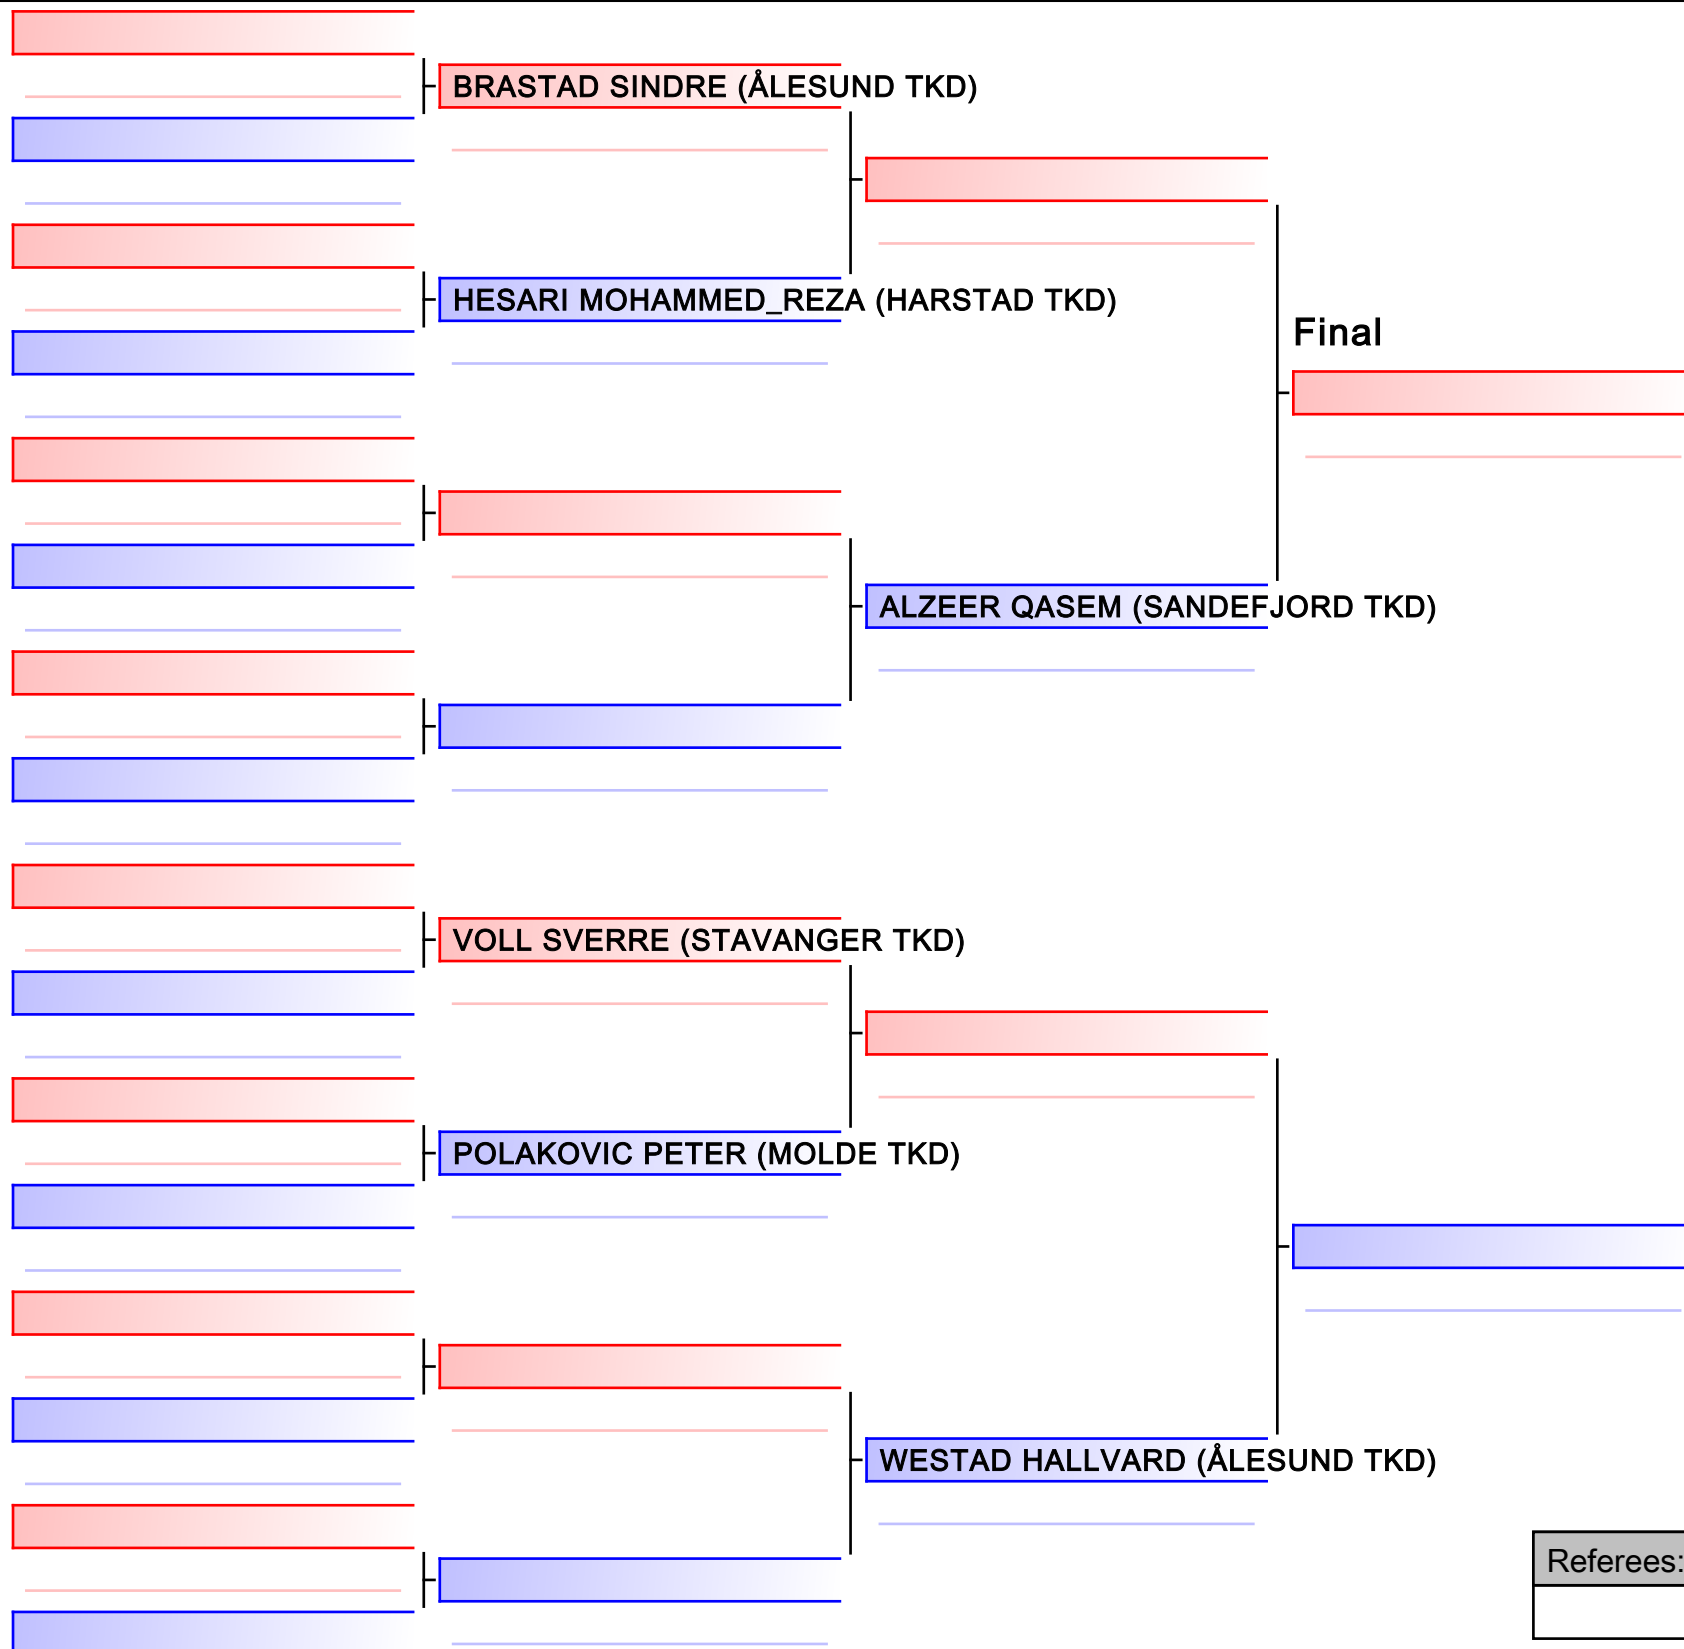 BRASTAD SINDRE (ÅLESUND TKD)
HESARI MOHAMMED_REZA (HARSTAD TKD)
Final
ALZEER QASEM (SANDEFJORD TKD)
VOLL SVERRE (STAVANGER TKD)
POLAKOVIC PETER (MOLDE TKD)
WESTAD HALLVARD (ÅLESUND TKD)
Referees: